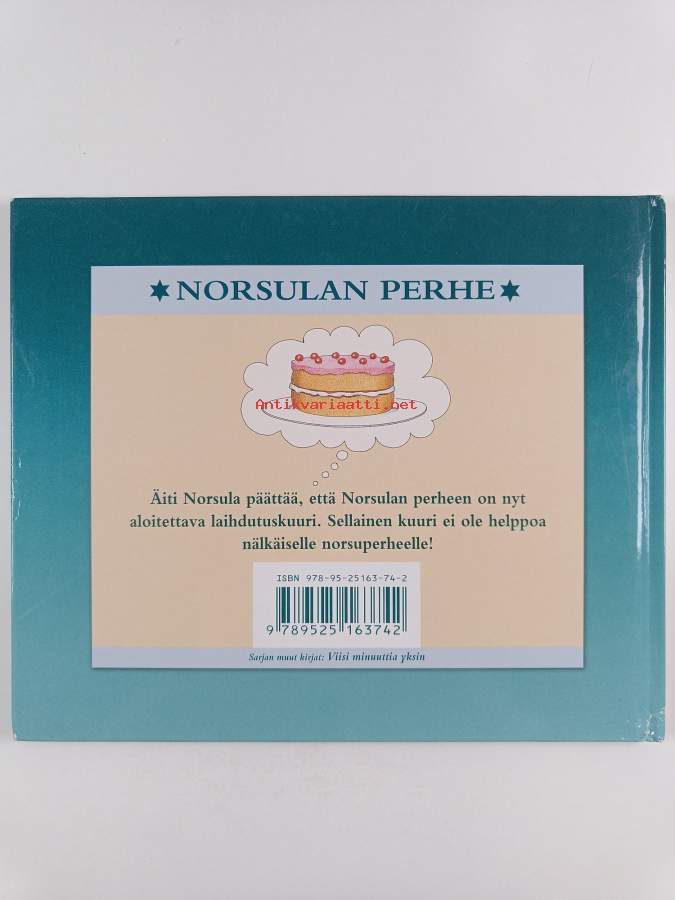 NORSULAN PERHE
Antikvariaatti.net
Äiti Norsula päättää, että Norsulan perheen on nyt
aloitettava laihdutuskuuri. Sellainen kuuri ei ole helppoa
nälkäiselle norsuperheelle!
ISBN 978-95-25163-74-2
9 789525 163742
Sarjan muut kirjat: Viisi minuuttia yksin